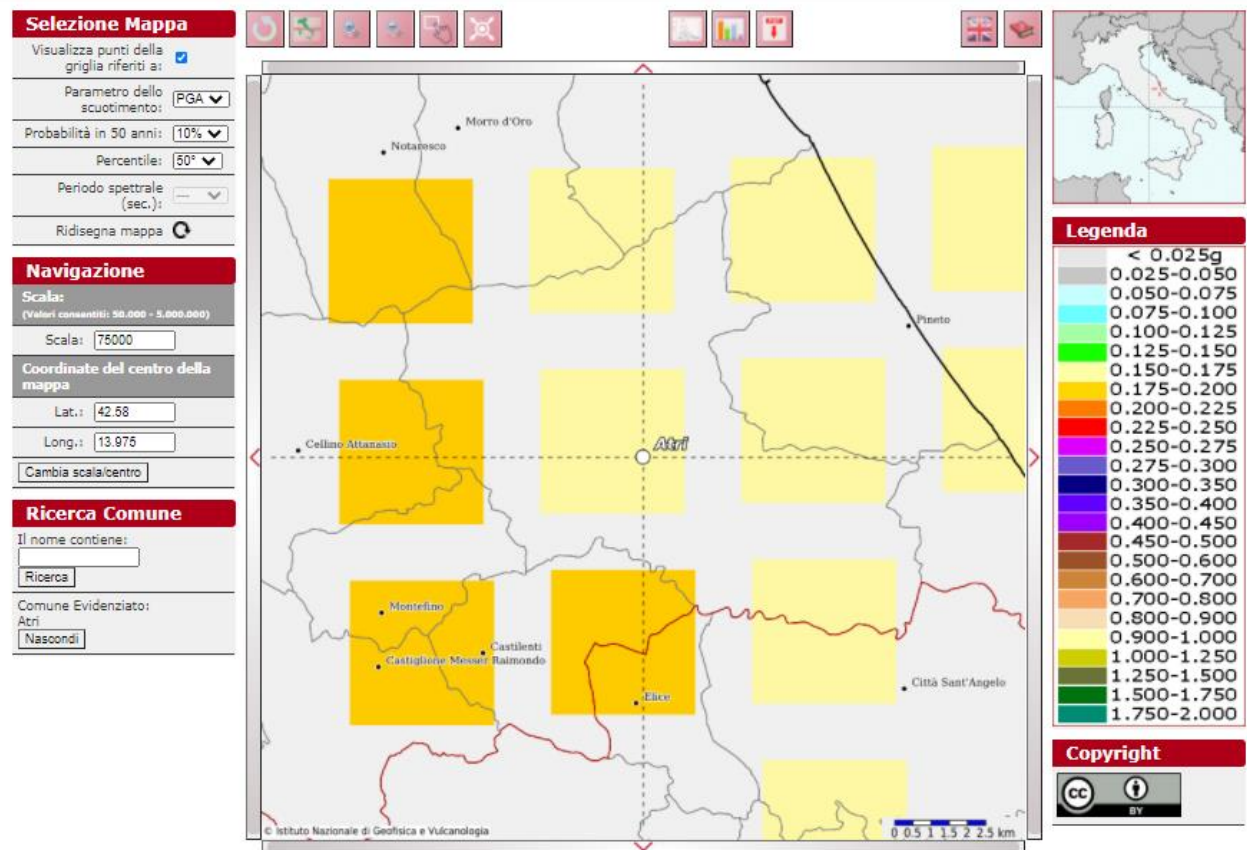 Selezione Mappa
Visualizza punti della
griglia riferiti a:
Parametro dello
scuotimento:
PGA
Probabilità in 50 anni:
10%
Percentile:
50°
Periodo spettrale
(sec.):
---
Ridisegna mappa
Navigazione
Scala:
(Valori consentiti: 50.000 - 5.000.000)
Scala: 75000
Coordinate del centro della
mappa
Lat.: 42.58
Long.: 13.975
Cambia scala/centro
Ricerca Comune
Il nome contiene:
Ricerca
Comune Evidenziato:
Atri
Nascondi
Morro d'Oro
Notaresco
Pineto
Cellino Attanasio
Atri
Montefino
Castilenti
Castiglione Messer Raimondo
Elice
Città Sant'Angelo
© Istituto Nazionale di Geofisica e Vulcanologia
0 0.5 1 1.5 2 2.5 km
Legenda
< 0.025g
0.025-0.050
0.050-0.075
0.075-0.100
0.100-0.125
0.125-0.150
0.150-0.175
0.175-0.200
0.200-0.225
0.225-0.250
0.250-0.275
0.275-0.300
0.300-0.350
0.350-0.400
0.400-0.450
0.450-0.500
0.500-0.600
0.600-0.700
0.700-0.800
0.800-0.900
0.900-1.000
1.000-1.250
1.250-1.500
1.500-1.750
1.750-2.000
Copyright
cc
BY